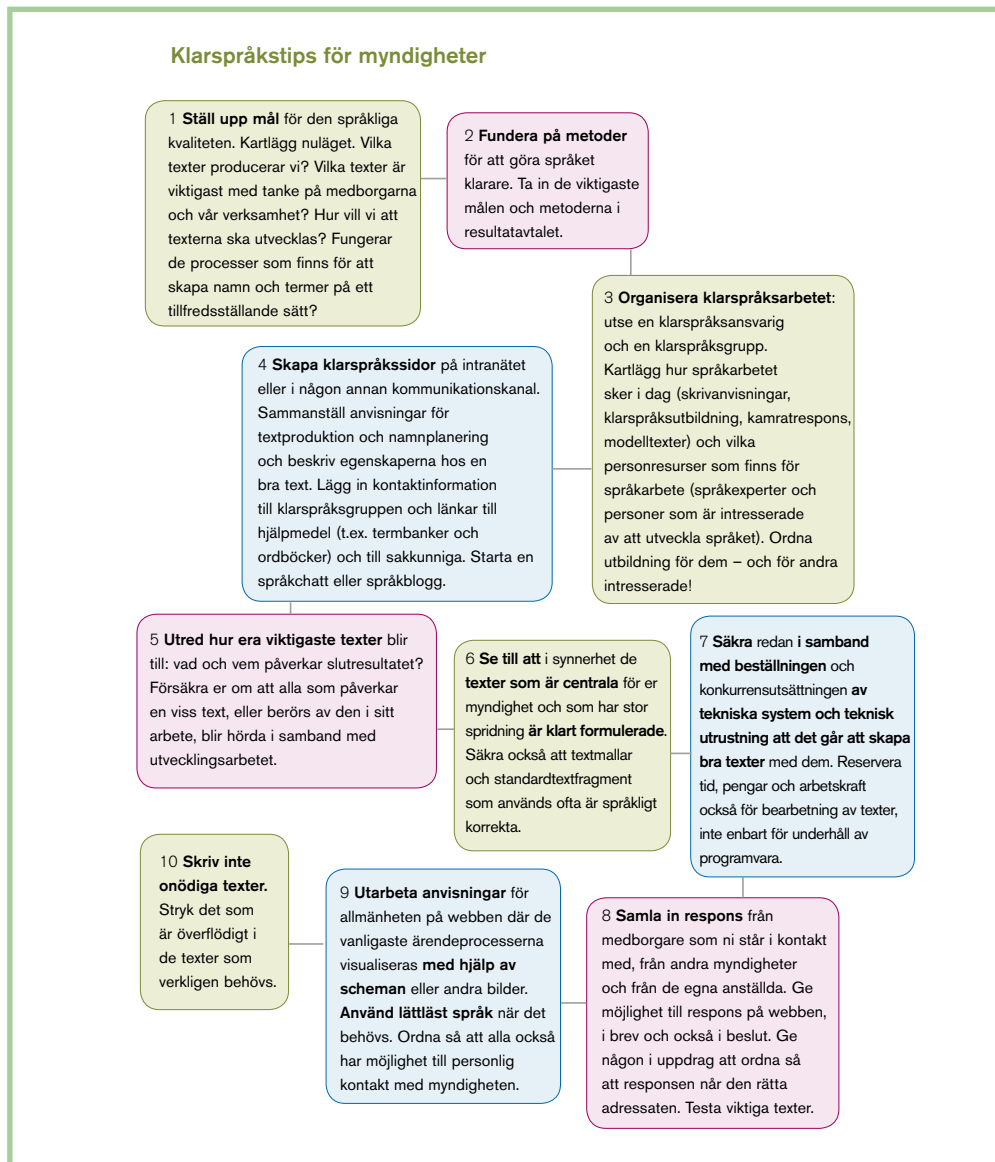 Klarspråkstips för myndigheter
1 Ställ upp mål för den språkliga
kvaliteten. Kartlägg nuläget. Vilka
texter producerar vi? Vilka texter är
viktigast med tanke på medborgarna
och vår verksamhet? Hur vill vi att
texterna ska utvecklas? Fungerar
de processer som finns för att
skapa namn och termer på ett
tillfredsställande sätt?
2 Fundera på metoder
för att göra språket
klarare. Ta in de viktigaste
målen och metoderna i
resultatavtalet.
3 Organisera klarspråksarbetet:
utse en klarspråksansvarig
och en klarspråksgrupp.
Kartlägg hur språkarbetet
sker i dag (skrivanvisningar,
klarspråksutbildning, kamratrespons,
modelltexter) och vilka
personresurser som finns för
språkarbete (språkexperter och
personer som är intresserade
av att utveckla språket). Ordna
utbildning för dem – och för andra
intresserade!
4 Skapa klarspråkssidor på intranätet
eller i någon annan kommunikationskanal.
Sammanställ anvisningar för
textproduktion och namnplanering
och beskriv egenskaperna hos en
bra text. Lägg in kontaktinformation
till klarspråksgruppen och länkar till
hjälpmedel (t.ex. termbanker och
ordböcker) och till sakkunniga. Starta en
språkchatt eller språkblogg.
5 Utred hur era viktigaste texter blir
till: vad och vem påverkar slutresultatet?
Försäkra er om att alla som påverkar
en viss text, eller berörs av den i sitt
arbete, blir hörda i samband med
utvecklingsarbetet.
6 Se till att i synnerhet de
texter som är centrala för er
myndighet och som har stor
spridning är klart formulerade.
Säkra också att textmallar
och standardtextfragment
som används ofta är språkligt
korrekta.
7 Säkra redan i samband
med beställningen och
konkurrensutsättningen av
tekniska system och teknisk
utrustning att det går att skapa
bra texter med dem. Reservera
tid, pengar och arbetskraft
också för bearbetning av texter,
inte enbart för underhåll av
programvara.
8 Samla in respons från
medborgare som ni står i kontakt
med, från andra myndigheter
och från de egna anställda. Ge
möjlighet till respons på webben,
i brev och också i beslut. Ge
någon i uppdrag att ordna så
att responsen når den rätta
adressaten. Testa viktiga texter.
9 Utarbeta anvisningar för
allmänheten på webben där de
vanligaste ärendeprocesserna
visualiseras med hjälp av
scheman eller andra bilder.
Använd lättläst språk när det
behövs. Ordna så att alla också
har möjlighet till personlig
kontakt med myndigheten.
10 Skriv inte
onödiga texter.
Stryk det som
är överflödigt i
de texter som
verkligen behövs.